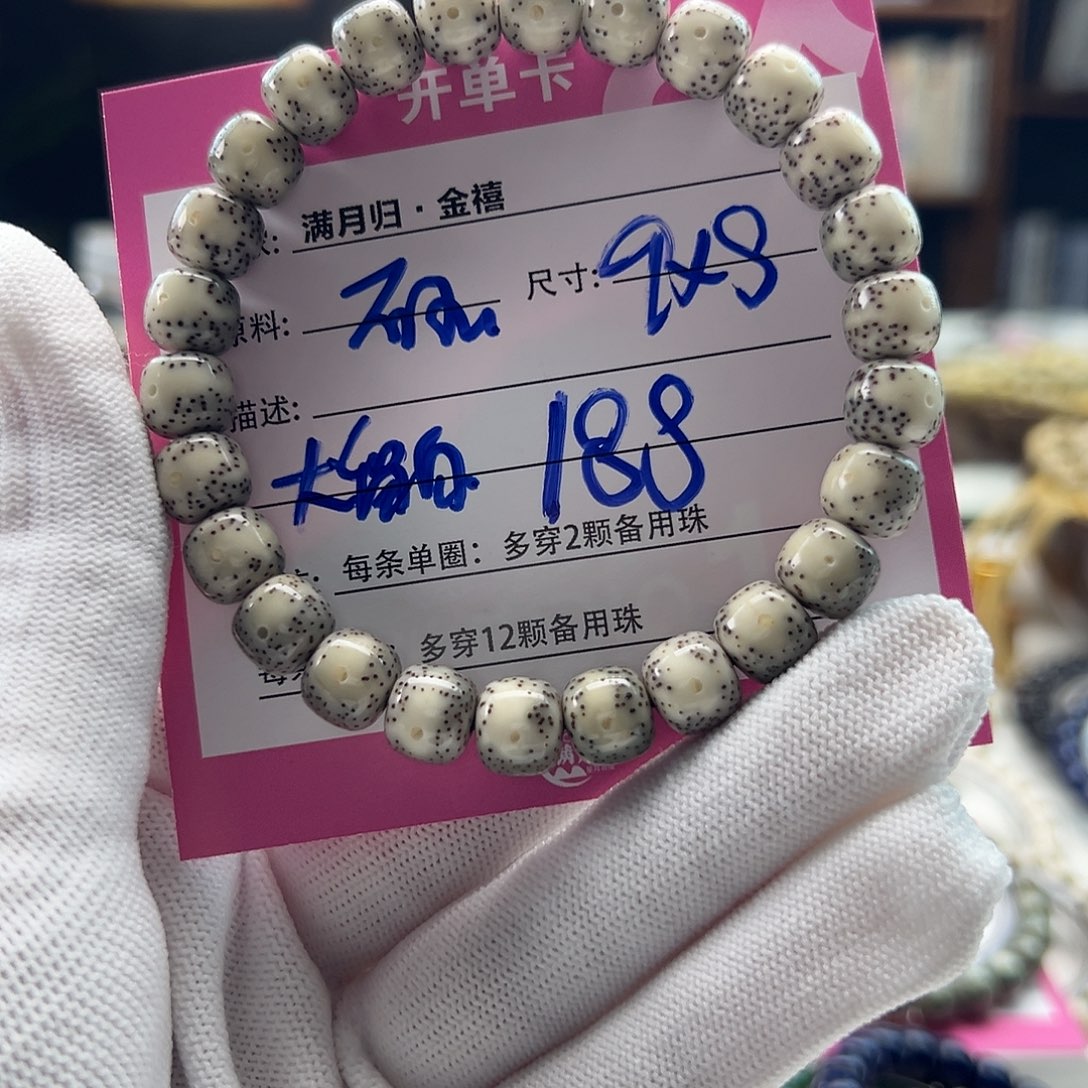 开单卡
满月归·金禧
原料: 尺寸: 9x8
描述:
188
每条单圈：多穿2颗备用珠
多穿12颗备用珠